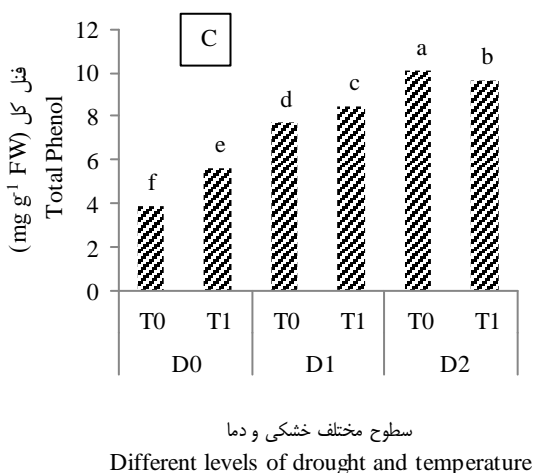 C
فنل کل
Total Phenol
(mg g-1 FW)
12
10
8
6
4
2
0
f
e
d
c
a
b
T0 T1 T0 T1 T0 T1
D0 D1 D2
سطوح مختلف خشکی و دما
Different levels of drought and temperature